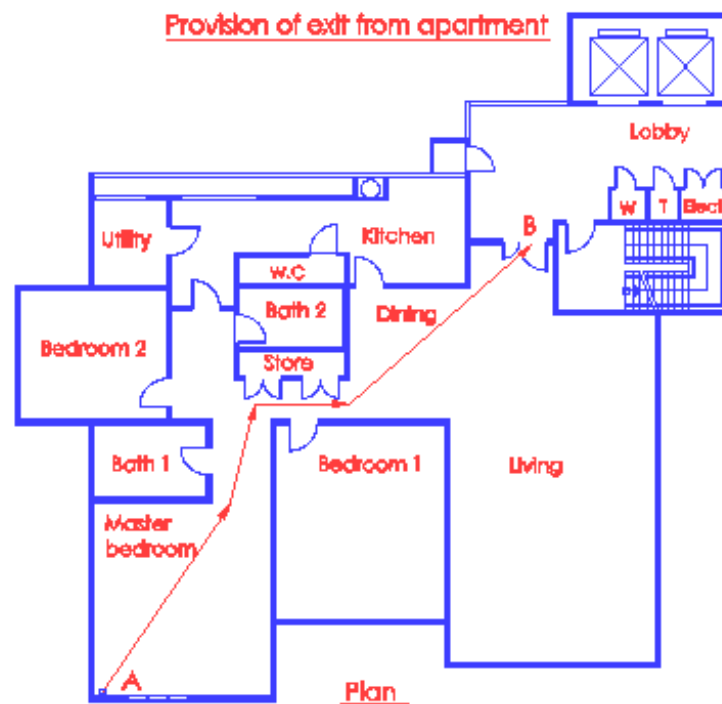 Provision of exit from apartment
Lobby
W
T
Elect
B
Utility
Kitchen
W.C
Bath 2
Dining
Bedroom 2
Store
Bath 1
Bedroom 1
Living
Master
bedroom
A
Plan